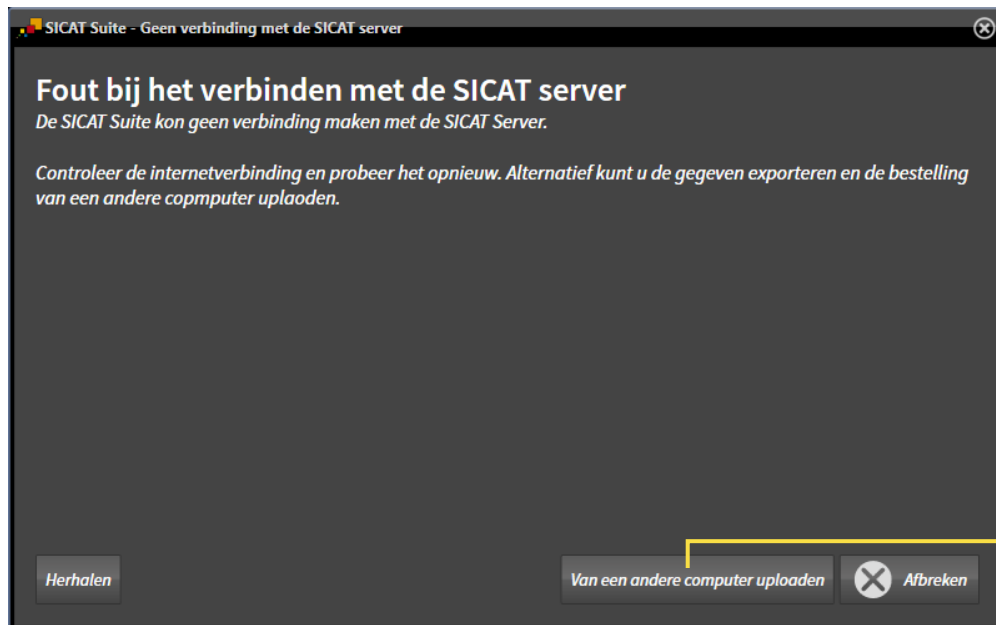 SICAT Suite - Geen verbinding met de SICAT server
Fout bij het verbinden met de SICAT server
De SICAT Suite kon geen verbinding maken met de SICAT Server.
Controleer de internetverbinding en probeer het opnieuw. Alternatief kunt u de gegeven exporteren en de bestelling
van een andere copmputer uplaoden.
Herhalen
Van een andere computer uploaden
Afbreken